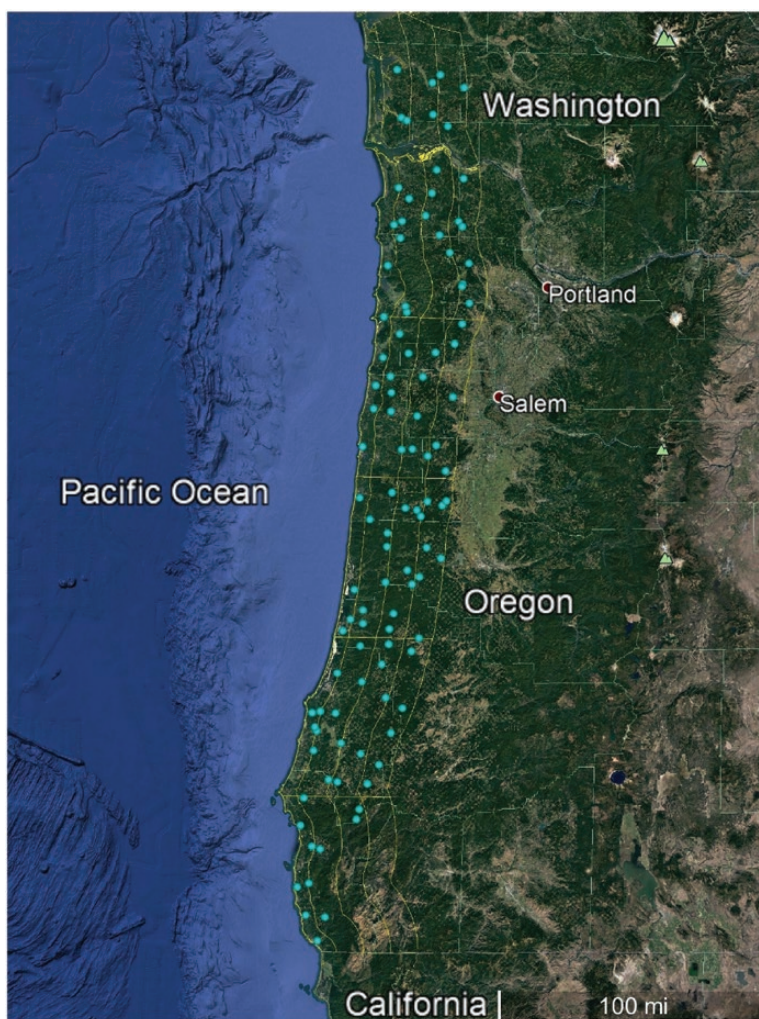 Washington
Portland
Salem
Pacific Ocean
Oregon
California
100 mi